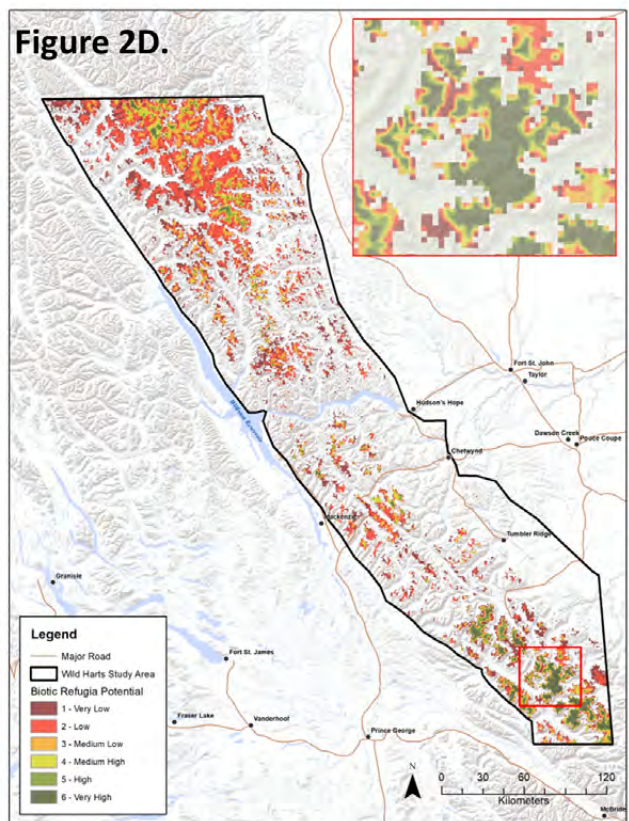 Figure 2D.
Fort St. John
Taylor
Hudson's Hope
Dawson Creek
Pouce Coupe
Chetwynd
Mackenzie
Tumbler Ridge
Granisle
Fort St. James
Fraser Lake
Vanderhoof
Prince George
McBride
Legend
Major Road
Wild Harts Study Area
Biotic Refugia Potential
1 - Very Low
2 - Low
3 - Medium Low
4 - Medium High
5 - High
6 - Very High
N
0 30 60 90 120
Kilometers